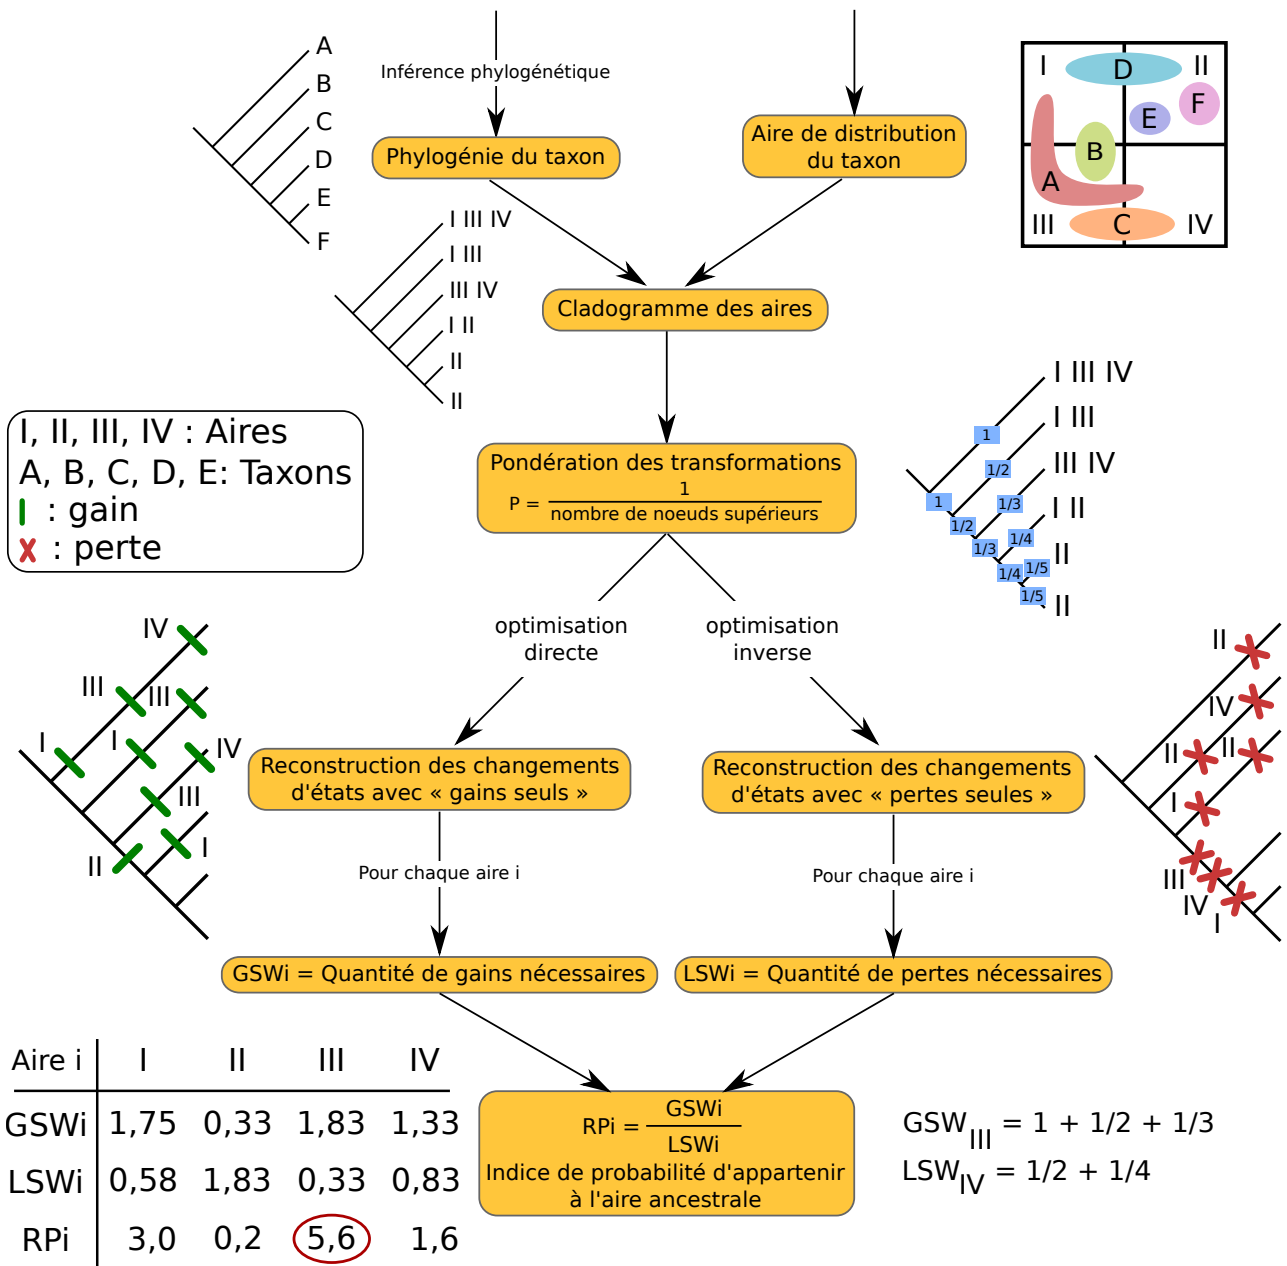 A
B
C
D
E
F
Inférence phylogénétique
Phylogénie du taxon
Aire de distribution
du taxon
I
D
II
F
E
B
A
III
C
IV
I III IV
I III
III IV
I II
II
II
Cladogramme des aires
I, II, III, IV : Aires
A, B, C, D, E: Taxons
: gain
: perte
Pondération des transformations
P =
1
nombre de noeuds supérieurs
I III IV
I III
III IV
I II
II
II
1
1/2
1
1/3
1/2
1/4
1/3
1/5
1/4
1/5
optimisation
directe
optimisation
inverse
IV
III
III
I
I
IV
III
I
II
II
IV
II
II
I
III
IV
I
Reconstruction des changements
d'états avec « gains seuls »
Reconstruction des changements
d'états avec « pertes seules »
Pour chaque aire i
Pour chaque aire i
GSWi = Quantité de gains nécessaires
LSWi = Quantité de pertes nécessaires
Aire i I II III IV
GSWi 1,75 0,33 1,83 1,33
LSWi 0,58 1,83 0,33 0,83
RPi 3,0 0,2 5,6 1,6
RPi =
GSWi
LSWi
Indice de probabilité d'appartenir
à l'aire ancestrale
GSW III = 1 + 1/2 + 1/3
LSW IV = 1/2 + 1/4